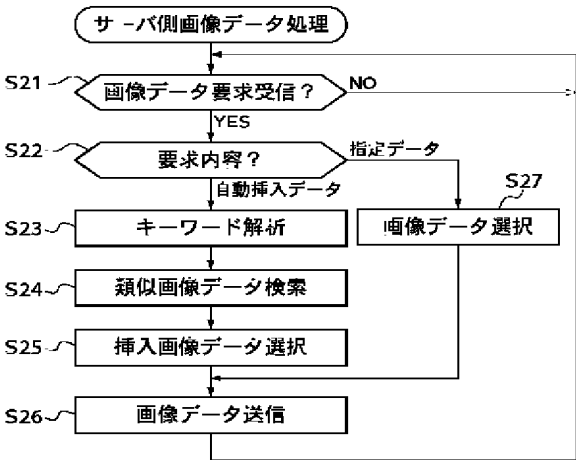 サーバ側画像データ処理
S21
画像データ要求受信？
NO
YES
S22
要求内容？
指定データ
自動挿入データ
S27
画像データ選択
S23
キーワード解析
S24
類似画像データ検索
S25
挿入画像データ選択
S26
画像データ送信